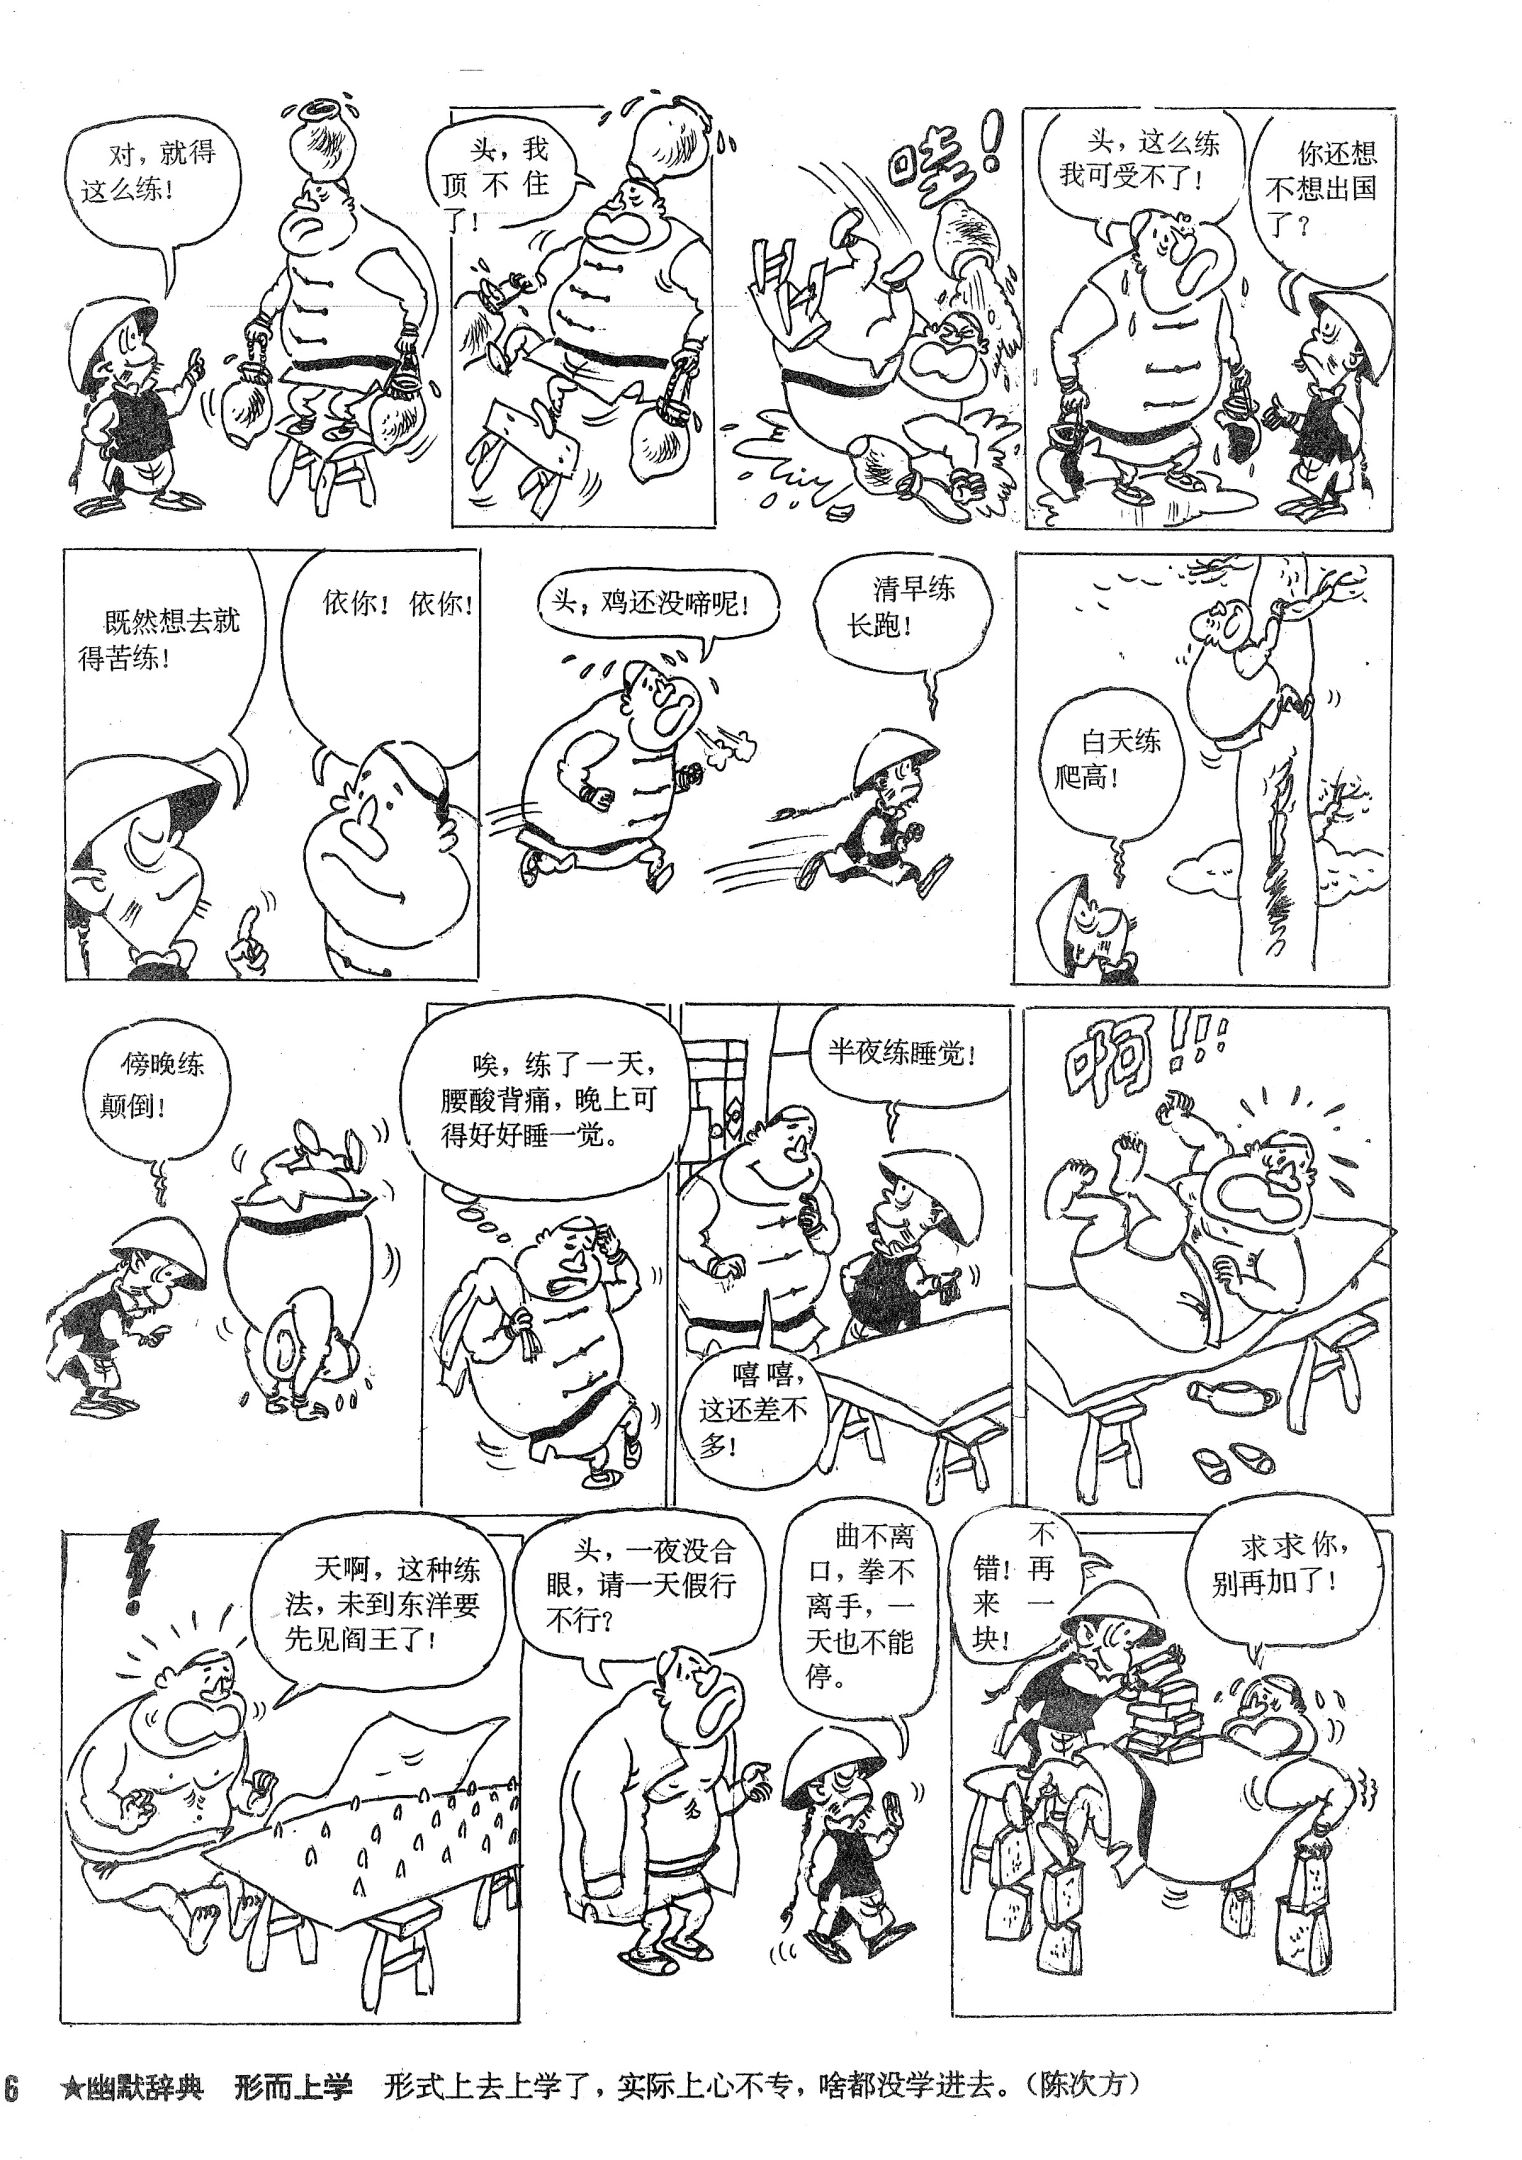 对，就得
这么练！
头，我
顶不住
了！
哇！
头，这么练
我可受不了！
你还想
不想出国
了？
既然想去就
得苦练！
依你！依你！
头，鸡还没啼呢！
清早练
长跑！
白天练
爬高！
傍晚练
颠倒！
唉，练了一天，
腰酸背痛，晚上可
得好好睡一觉。
半夜练睡觉！
嘻嘻，
这还差不
多！
啊！！！
！
天啊，这种练
法，未到东洋要
先见阎王了！
头，一夜没合
眼，请一天假行
不行？
曲不离
口，拳不
离手，一
天也不能
停。
不
错！再
来一
块！
求求你，
别再加了！
6 ★幽默辞典 形而上学 形式上去上学了，实际上心不专，啥都没学进去。（陈次方）